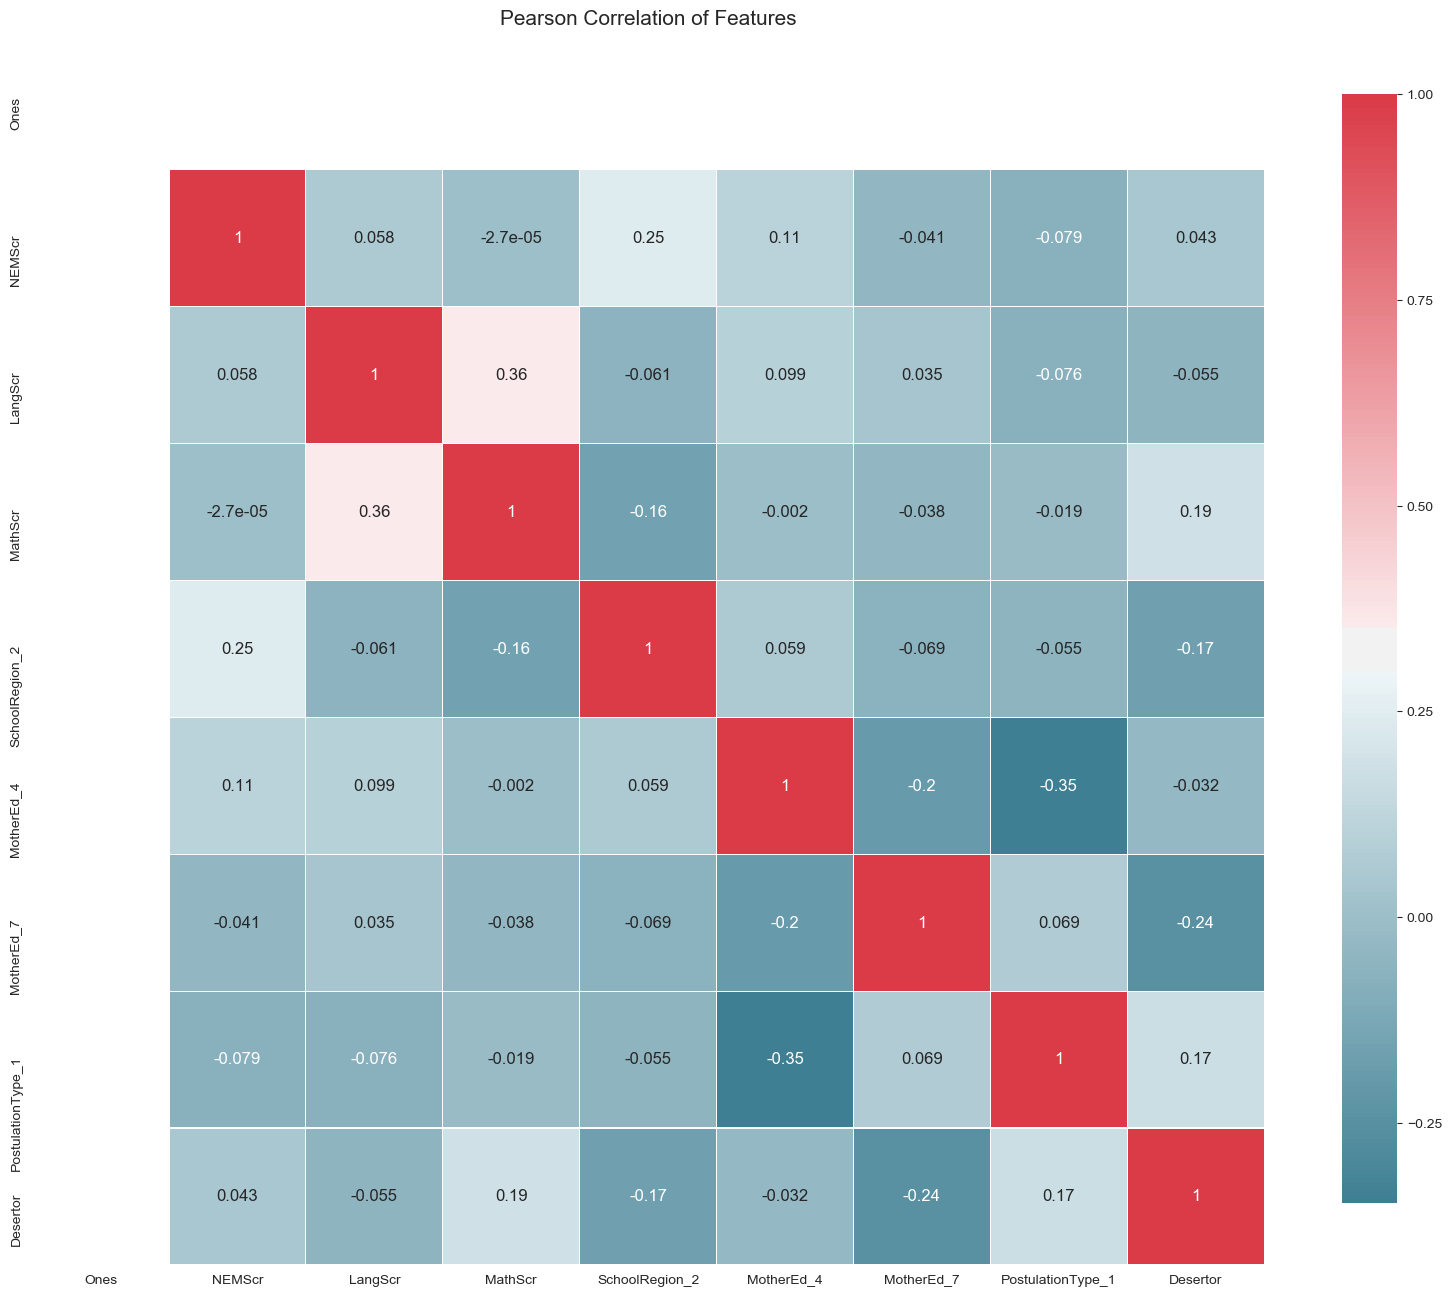 Pearson Correlation of Features
Ones
NEMScr 1 0.058 -2.7e-05 0.25 0.11 -0.041 -0.079 0.043
LangScr 0.058 1 0.36 -0.061 0.099 0.035 -0.076 -0.055
MathScr -2.7e-05 0.36 1 -0.16 -0.002 -0.038 -0.019 0.19
SchoolRegion_2 0.25 -0.061 -0.16 1 0.059 -0.069 -0.055 -0.17
MotherEd_4 0.11 0.099 -0.002 0.059 1 -0.2 -0.35 -0.032
MotherEd_7 -0.041 0.035 -0.038 -0.069 -0.2 1 0.069 -0.24
PostulationType_1 -0.079 -0.076 -0.019 -0.055 -0.35 0.069 1 0.17
Desertor 0.043 -0.055 0.19 -0.17 -0.032 -0.24 0.17 1
Ones NEMScr LangScr MathScr SchoolRegion_2 MotherEd_4 MotherEd_7 PostulationType_1 Desertor
1.00
0.75
0.50
0.25
0.00
−0.25